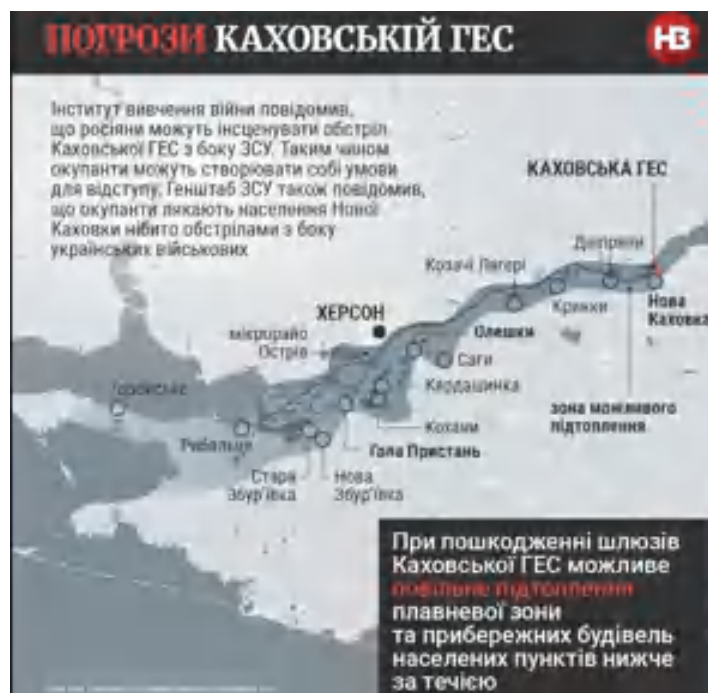 ПОГРОЗИ КАХОВСЬКІЙ ГЕС
НВ
Інститут вивчення війни повідомив,
що росіяни можуть інсценувати обстріл
Каховської ГЕС з боку ЗСУ. Таким чином
окупанти можуть створювати собі умови
для відступу. Генштаб ЗСУ також повідомив,
що окупанти лякають населення Нової
Каховки нібито обстрілами з боку
українських військових
КАХОВСЬКА ГЕС
Дніпряни
Козачі Лагері
Кринки
Нова
Каховка
ХЕРСОН
мікрорайо
Острів
Олешки
Саги
Кардашинка
зона можливого
підтоплення
Кохани
Рибальче
Гола Пристань
Стара
Збур'ївка
Нова
Збур'ївка
При пошкодженні шлюзів
Каховської ГЕС можливе
повільне підтоплення
плавневої зони
та прибережних будівель
населених пунктів нижче
за течією